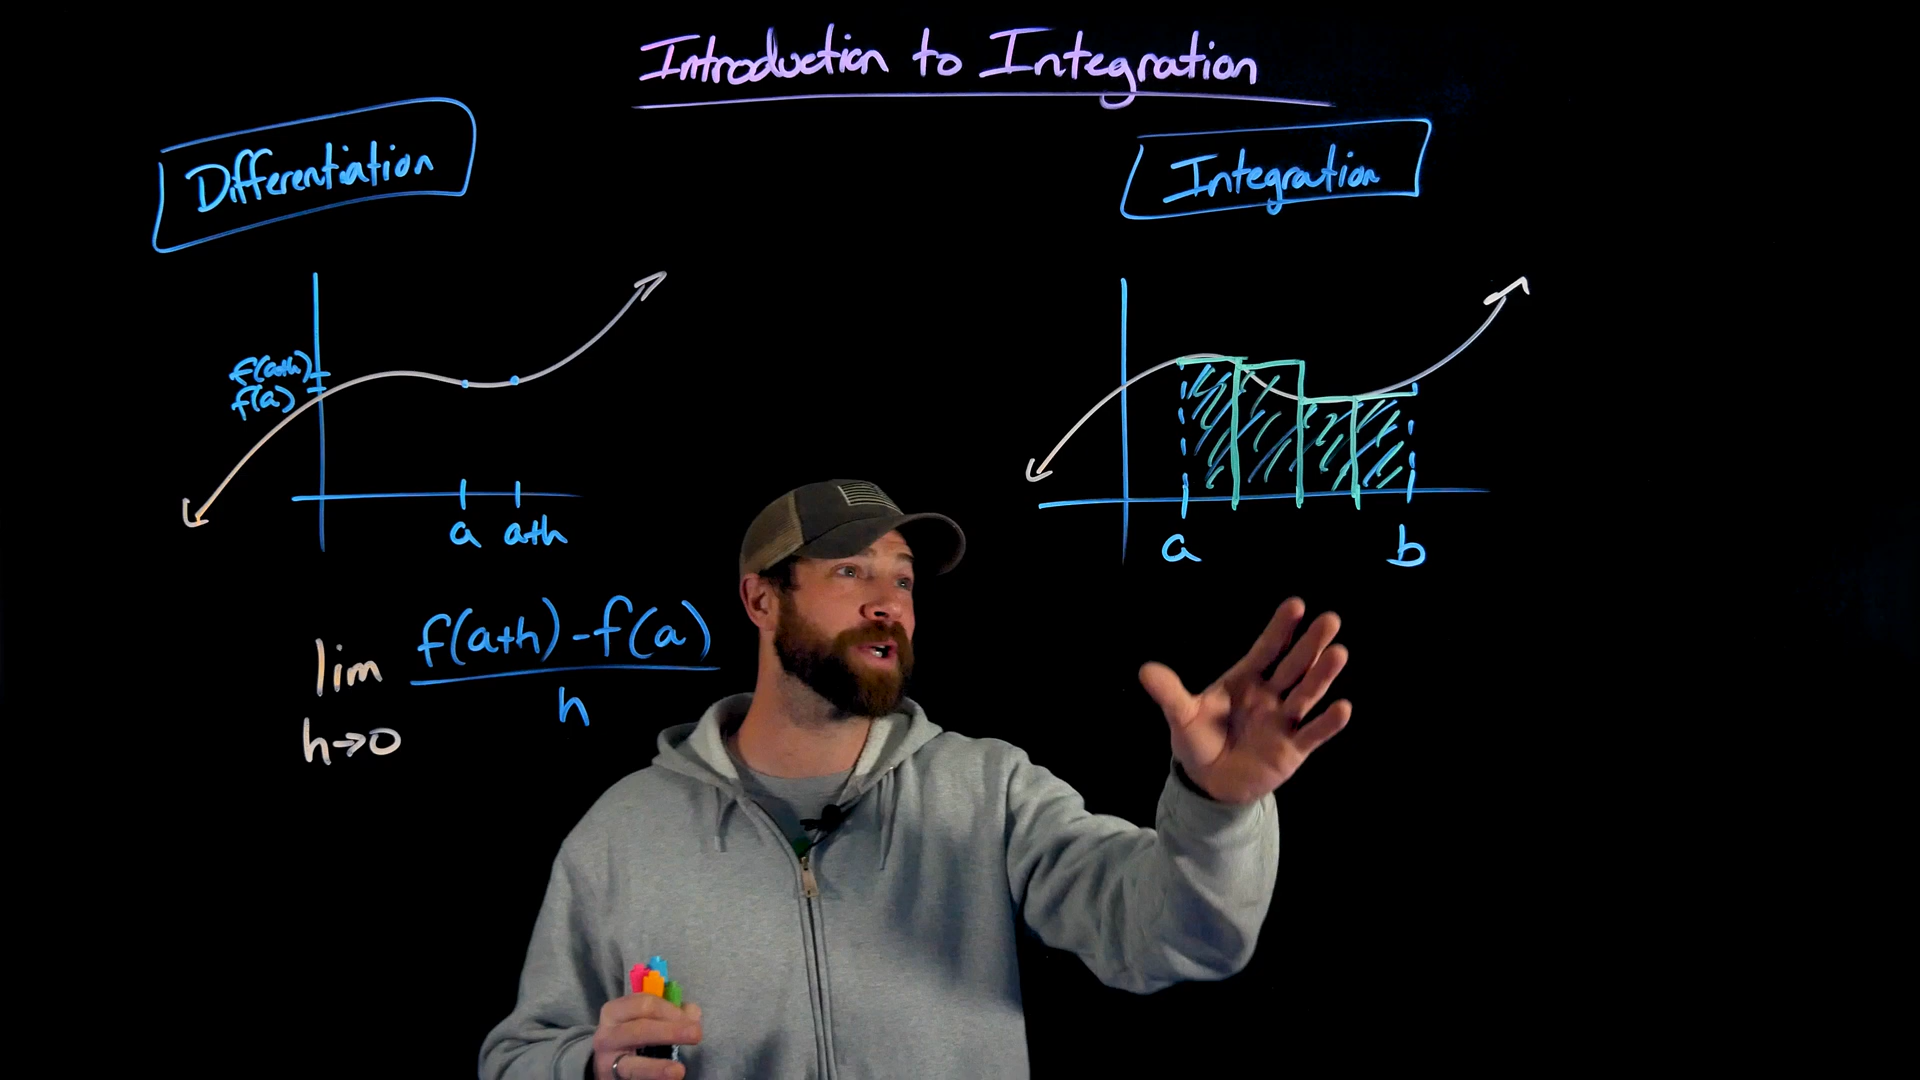 Introduction to Integration
Differentiation
f(a+h)
f(a)
a a+h
lim f(a+h)-f(a)
h
h→0
Integration
a b